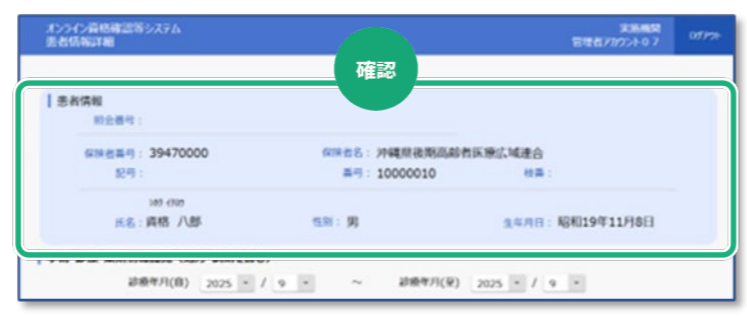 オンライン資格確認等システム
患者情報詳細
実施機関
管理者アカウント０７
ログアウト
確認
患者情報
照会番号：
保険者番号：39470000
保険者名：沖縄県後期高齢者医療広域連合
記号：
番号：10000010
枝番：
氏名：資格 八郎
性別：男
生年月日：昭和19年11月8日
診療年月(自) 2025 / 9 ～ 診療年月(至) 2025 / 9